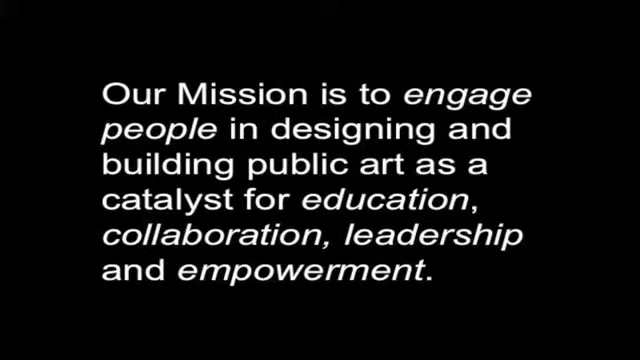 Our Mission is to engage
people in designing and
building public art as a
catalyst for education,
collaboration, leadership
and empowerment.